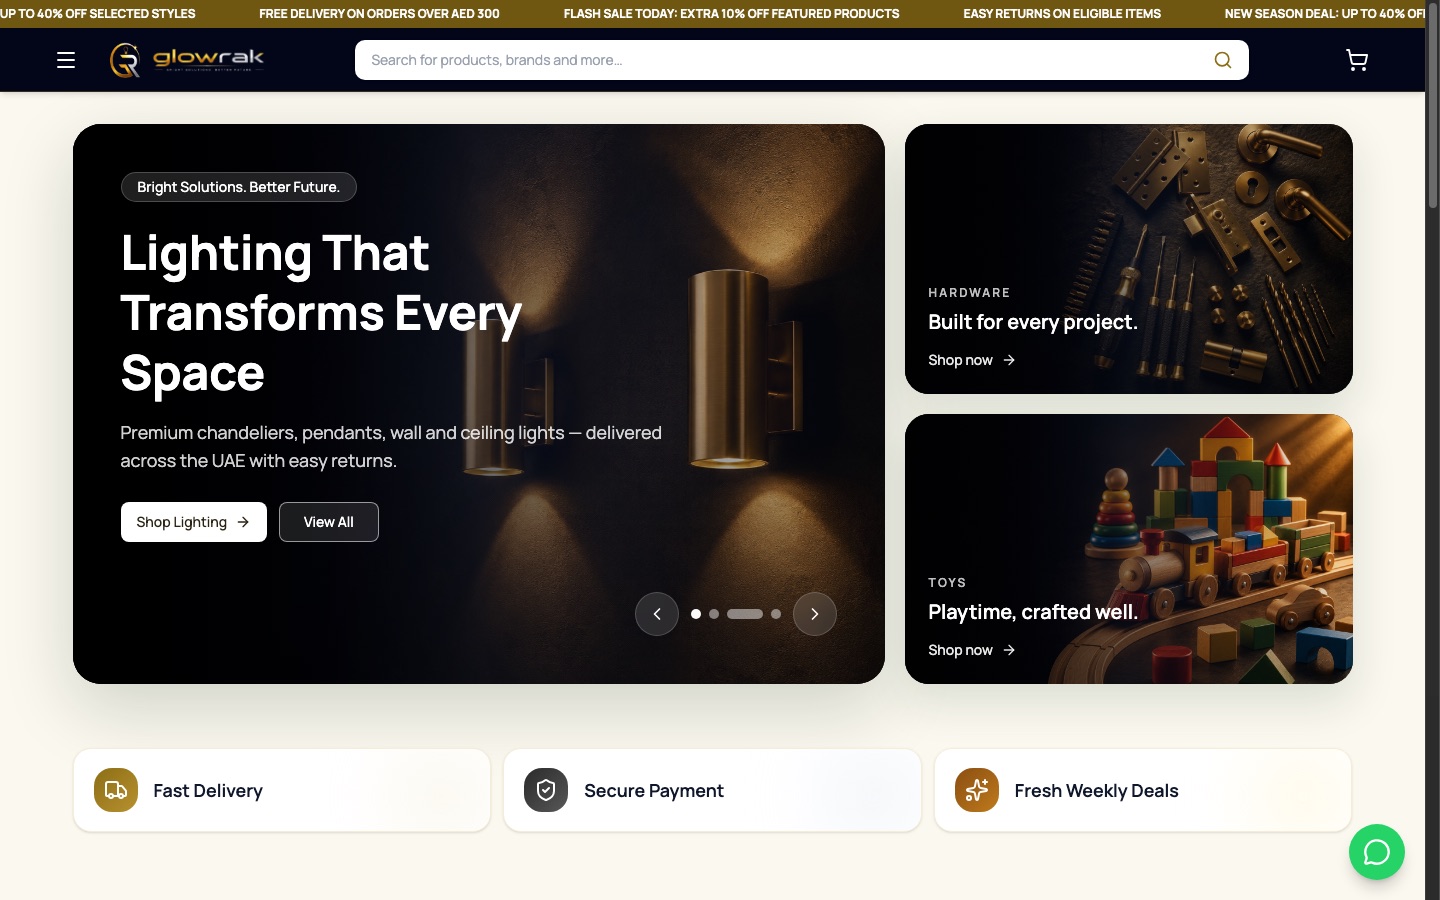 UP TO 40% OFF SELECTED STYLES FREE DELIVERY ON ORDERS OVER AED 300 FLASH SALE TODAY: EXTRA 10% OFF FEATURED PRODUCTS EASY RETURNS ON ELIGIBLE ITEMS NEW SEASON DEAL: UP TO 40% OFF
glowrak
Search for products, brands and more...
Bright Solutions. Better Future.
Lighting That
Transforms Every
Space
Premium chandeliers, pendants, wall and ceiling lights — delivered
across the UAE with easy returns.
Shop Lighting
View All
HARDWARE
Built for every project.
Shop now
TOYS
Playtime, crafted well.
Shop now
Fast Delivery
Secure Payment
Fresh Weekly Deals